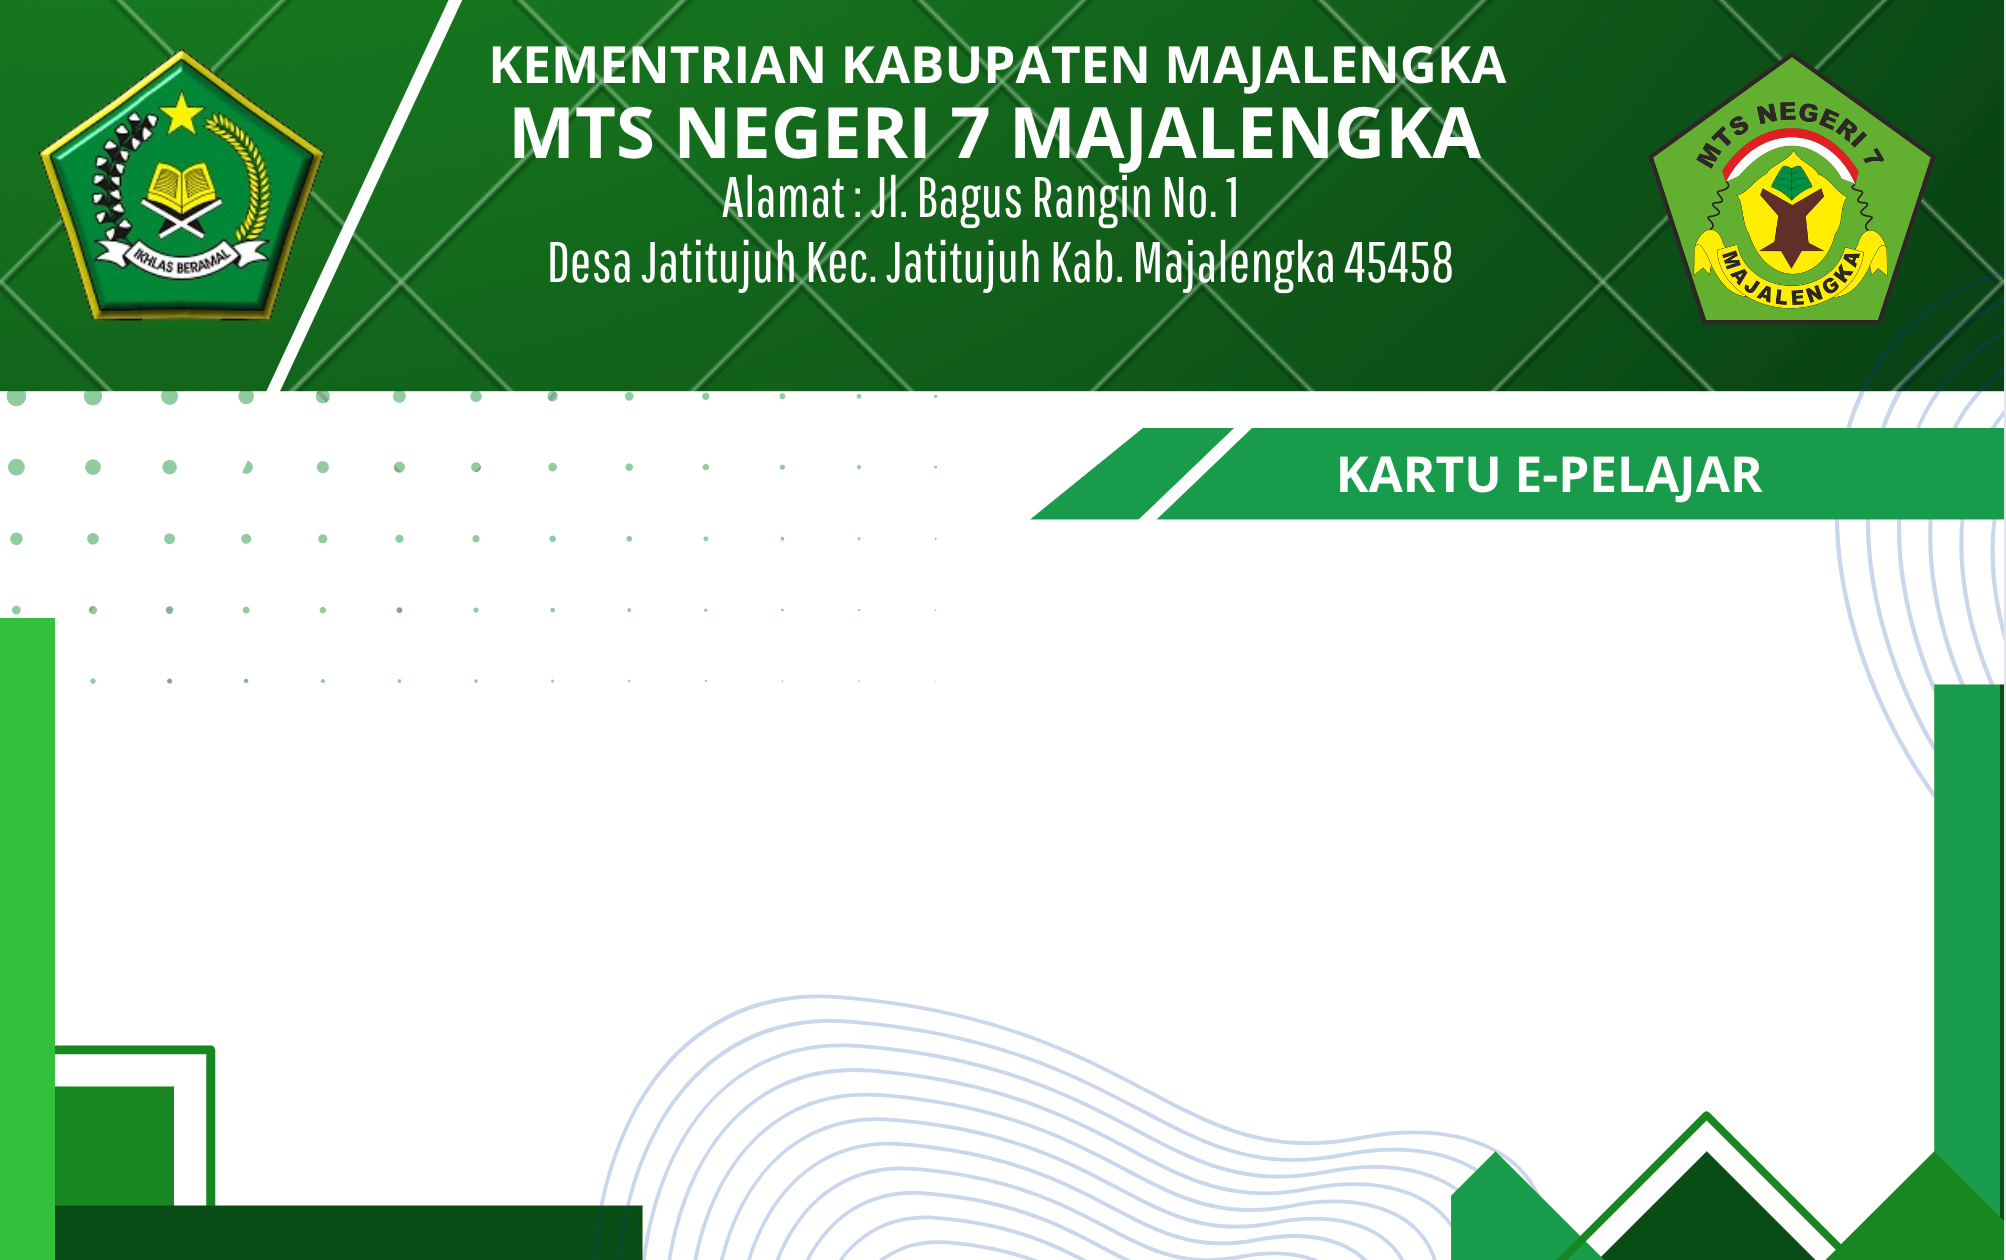 KEMENTRIAN KABUPATEN MAJALENGKA
MTS NEGERI 7 MAJALENGKA
Alamat : Jl. Bagus Rangin No. 1
Desa Jatitujuh Kec. Jatitujuh Kab. Majalengka 45458
IKHLAS BERAMAL
MTS NEGERI 7
MAJALENGKA
KARTU E-PELAJAR